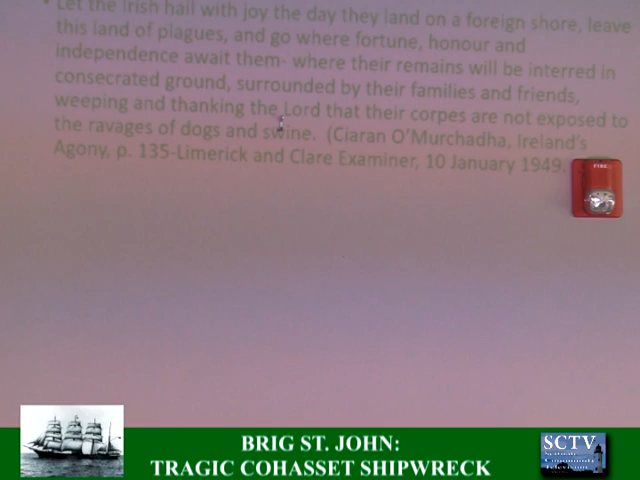 • Let the Irish hail with joy the day they land on a foreign shore, leave
this land of plagues, and go where fortune, honour and
independence await them- where their remains will be interred in
consecrated ground, surrounded by their families and friends,
weeping and thanking the Lord that their corpes are not exposed to
the ravages of dogs and swine. (Ciaran O'Murchadha, Ireland's
Agony, p. 135-Limerick and Clare Examiner, 10 January 1949.
FIRE
BRIG ST. JOHN:
TRAGIC COHASSET SHIPWRECK
SCTV
Scituate
Community
Television